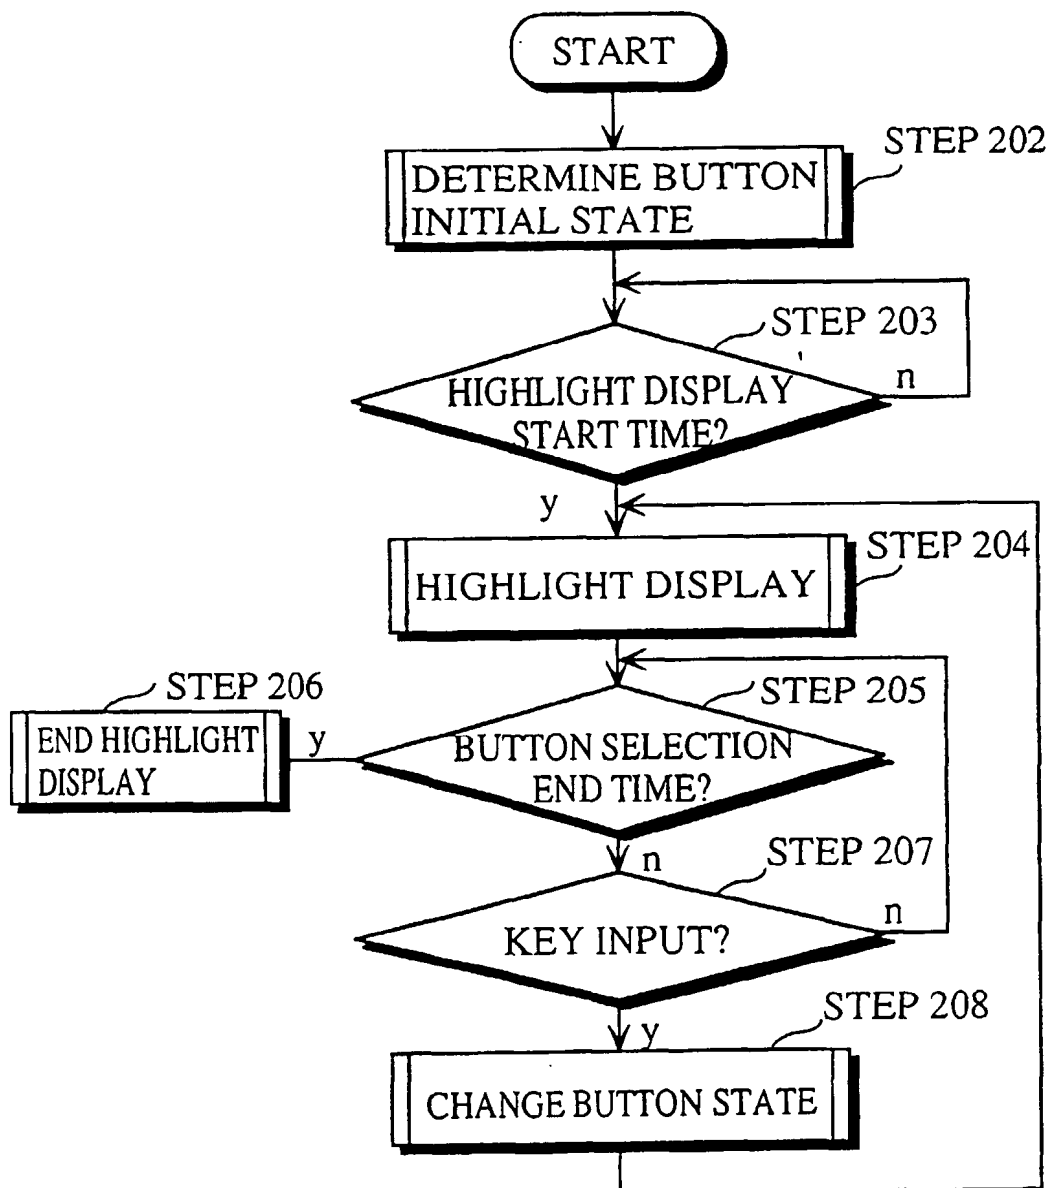 START
STEP 202
DETERMINE BUTTON
INITIAL STATE
STEP 203
HIGHLIGHT DISPLAY
START TIME?
n
y
STEP 204
HIGHLIGHT DISPLAY
STEP 206
STEP 205
END HIGHLIGHT
DISPLAY
y
BUTTON SELECTION
END TIME?
n
STEP 207
KEY INPUT?
n
STEP 208
y
CHANGE BUTTON STATE